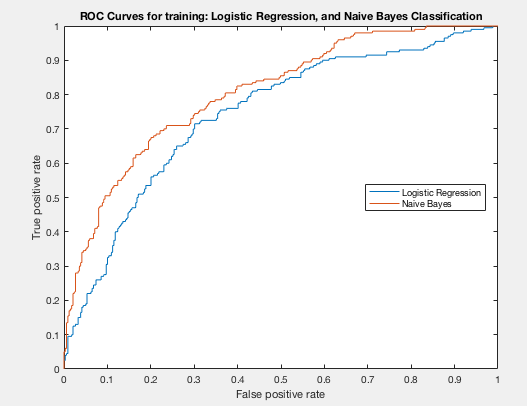 ROC Curves for training: Logistic Regression, and Naive Bayes Classification
1
0.9
0.8
0.7
0.6
0.5
0.4
0.3
0.2
0.1
0
True positive rate
Logistic Regression
Naive Bayes
0 0.1 0.2 0.3 0.4 0.5 0.6 0.7 0.8 0.9 1
False positive rate